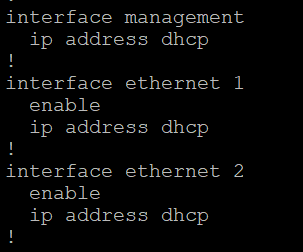 interface management
  ip address dhcp
!
interface ethernet 1
  enable
  ip address dhcp
!
interface ethernet 2
  enable
  ip address dhcp
!